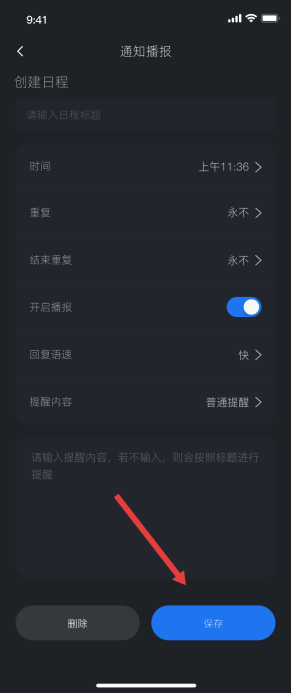 9:41
通知播报
创建日程
请输入日程标题
时间 上午11:36
重复 永不
结束重复 永不
开启播报
回复语速 快
提醒内容 普通提醒
请输入提醒内容，若不输入，则会按照标题进行
提醒
删除 保存